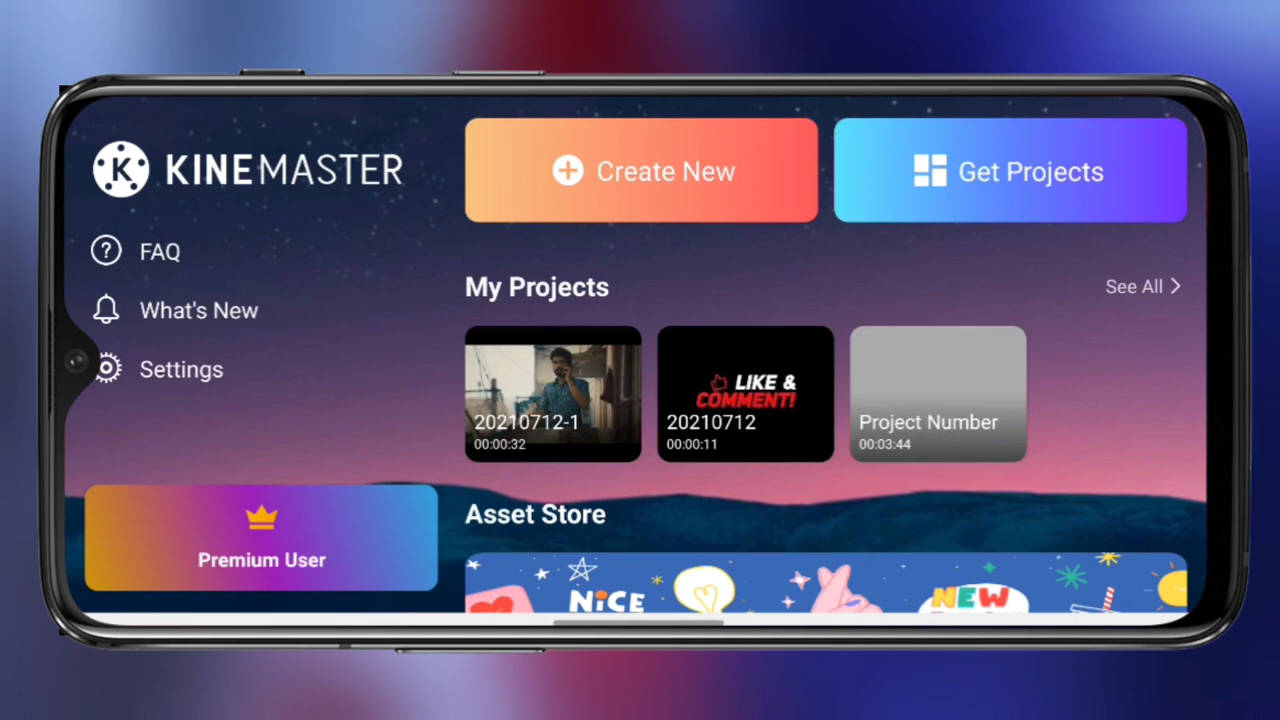 KINEMASTER
FAQ
What's New
Settings
Premium User
Create New
Get Projects
My Projects
See All
20210712-1
00:00:32
LIKE &
COMMENT!
20210712
00:00:11
Project Number
00:03:44
Asset Store
NiCE
NEW